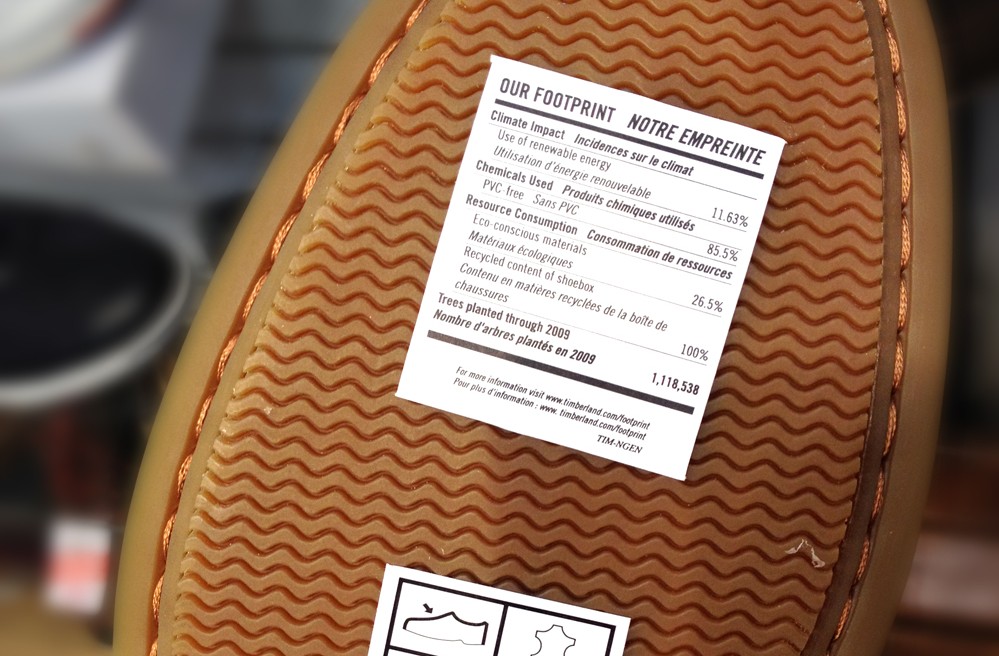 OUR FOOTPRINT NOTRE EMPREINTE
Climate Impact Incidences sur le climat
Use of renewable energy
Utilisation d'énergie renouvelable 11.63%
Chemicals Used Produits chimiques utilisés
PVC-free Sans PVC 85.5%
Resource Consumption Consommation de ressources
Eco-conscious materials
Matériaux écologiques 26.5%
Recycled content of shoebox
Contenu en matières recyclées de la boîte de
chaussures 100%
Trees planted through 2009
Nombre d'arbres plantés en 2009 1,118,538
For more information visit www.timberland.com/footprint
Pour plus d'information : www. timberland.com/footprint
TIM-NGEN